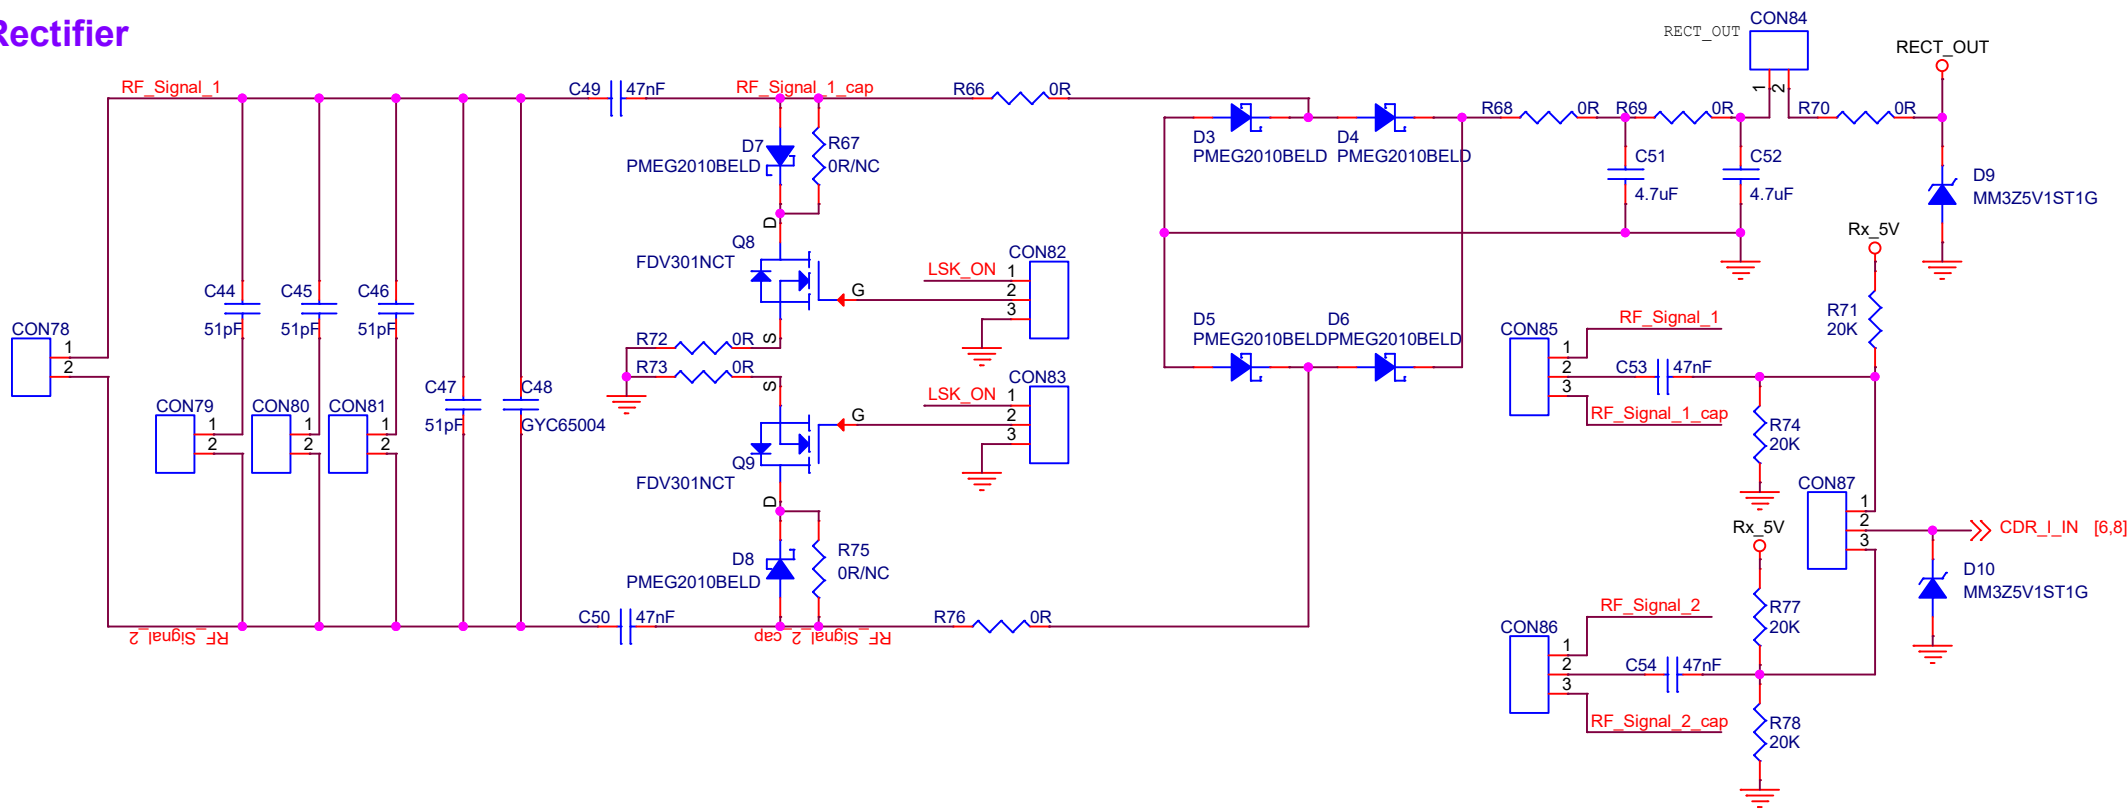 Rectifier
CON84
RECT_OUT
1
2
RECT_OUT
RF_Signal_1
C49
47nF
RF_Signal_1_cap
R66
0R
R68
0R
R69
0R
R70
0R
D3
PMEG2010BELD
D4
PMEG2010BELD
D7
PMEG2010BELD
R67
0R/NC
C51
4.7uF
C52
4.7uF
D9
MM3Z5V1ST1G
D
Q8
FDV301NCT
G
S
LSK_ON
CON82
1
2
3
Rx_5V
R71
20K
C44
51pF
C45
51pF
C46
51pF
CON78
1
2
R72
0R
R73
0R
D5
PMEG2010BELD
D6
PMEG2010BELD
CON85
1
2
3
RF_Signal_1
C53
47nF
RF_Signal_1_cap
R74
20K
C47
51pF
C48
GYC65004
CON79
1
2
CON80
1
2
CON81
1
2
S
G
Q9
FDV301NCT
D
LSK_ON
CON83
1
2
3
CON87
1
2
3
CDR_I_IN [6,8]
D10
MM3Z5V1ST1G
Rx_5V
D8
PMEG2010BELD
R75
0R/NC
RF_Signal_2
C50
47nF
RF_Signal_2_cap
R76
0R
R77
20K
RF_Signal_2
CON86
1
2
3
C54
47nF
RF_Signal_2_cap
R78
20K